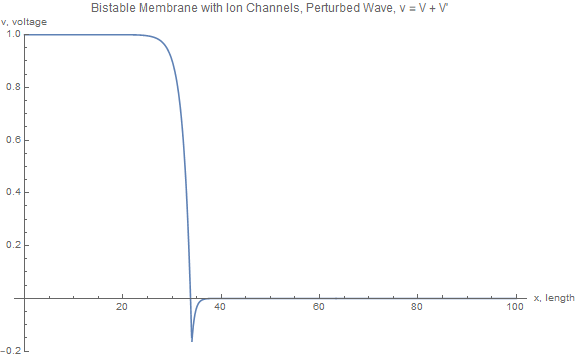 Bistable Membrane with Ion Channels, Perturbed Wave, v = V + V'
v, voltage
1.0
0.8
0.6
0.4
0.2
20 40 60 80 100 x, length
-0.2